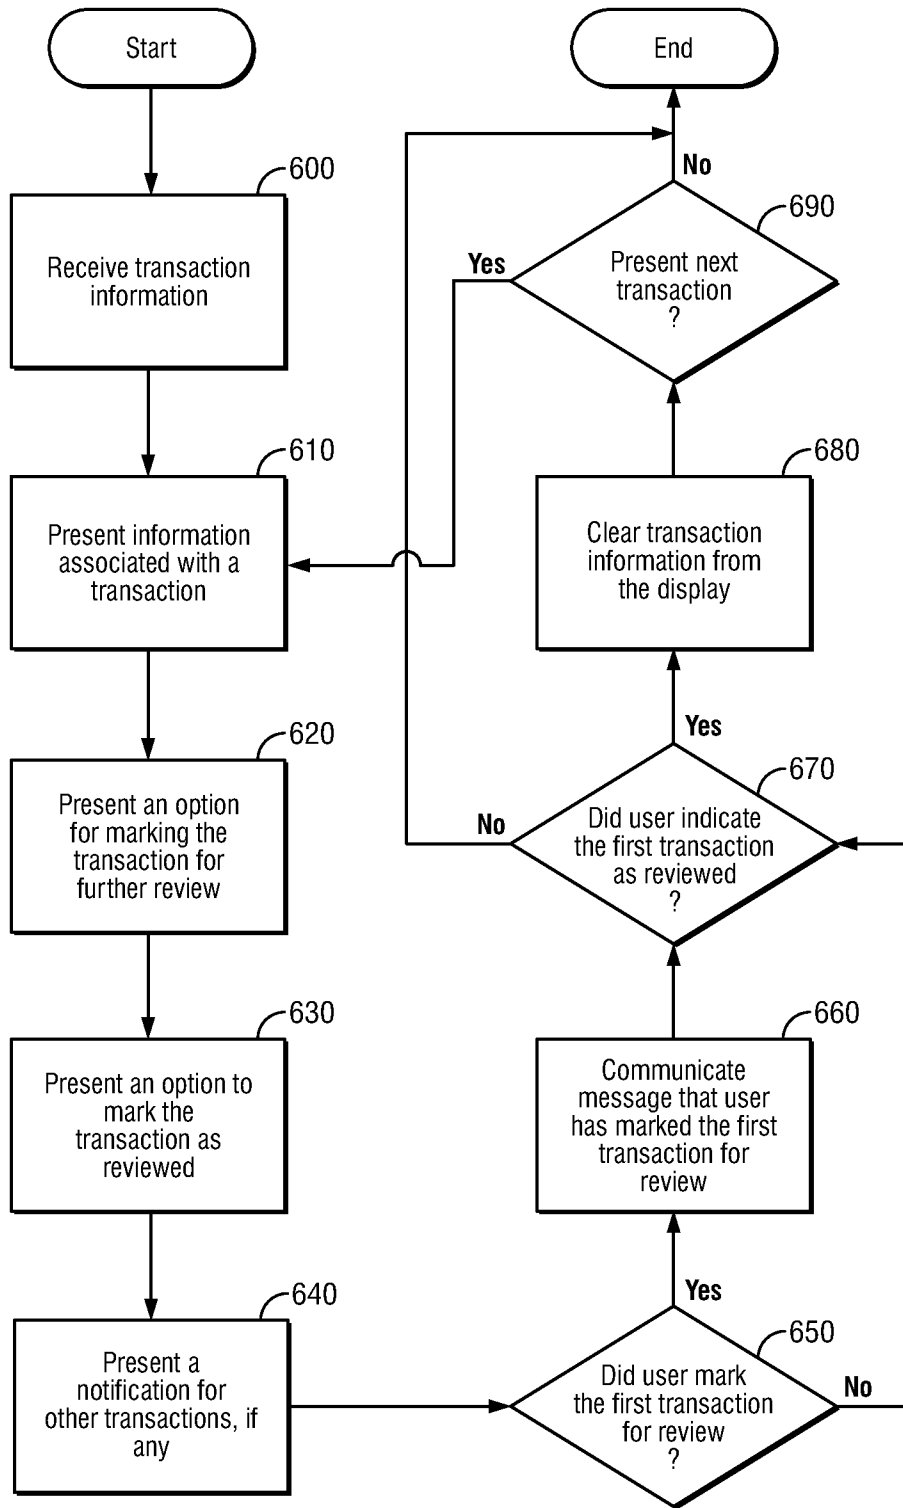 Start
600
Receive transaction
information
610
Present information
associated with a
transaction
620
Present an option
for marking the
transaction for
further review
630
Present an option to
mark the
transaction as
reviewed
640
Present a
notification for
other transactions, if
any
End
No
690
Yes
Present next
transaction
?
680
Clear transaction
information from
the display
Yes
670
No
Did user indicate
the first transaction
as reviewed
?
660
Communicate
message that user
has marked the first
transaction for
review
Yes
650
Did user mark
the first transaction
for review
?
No